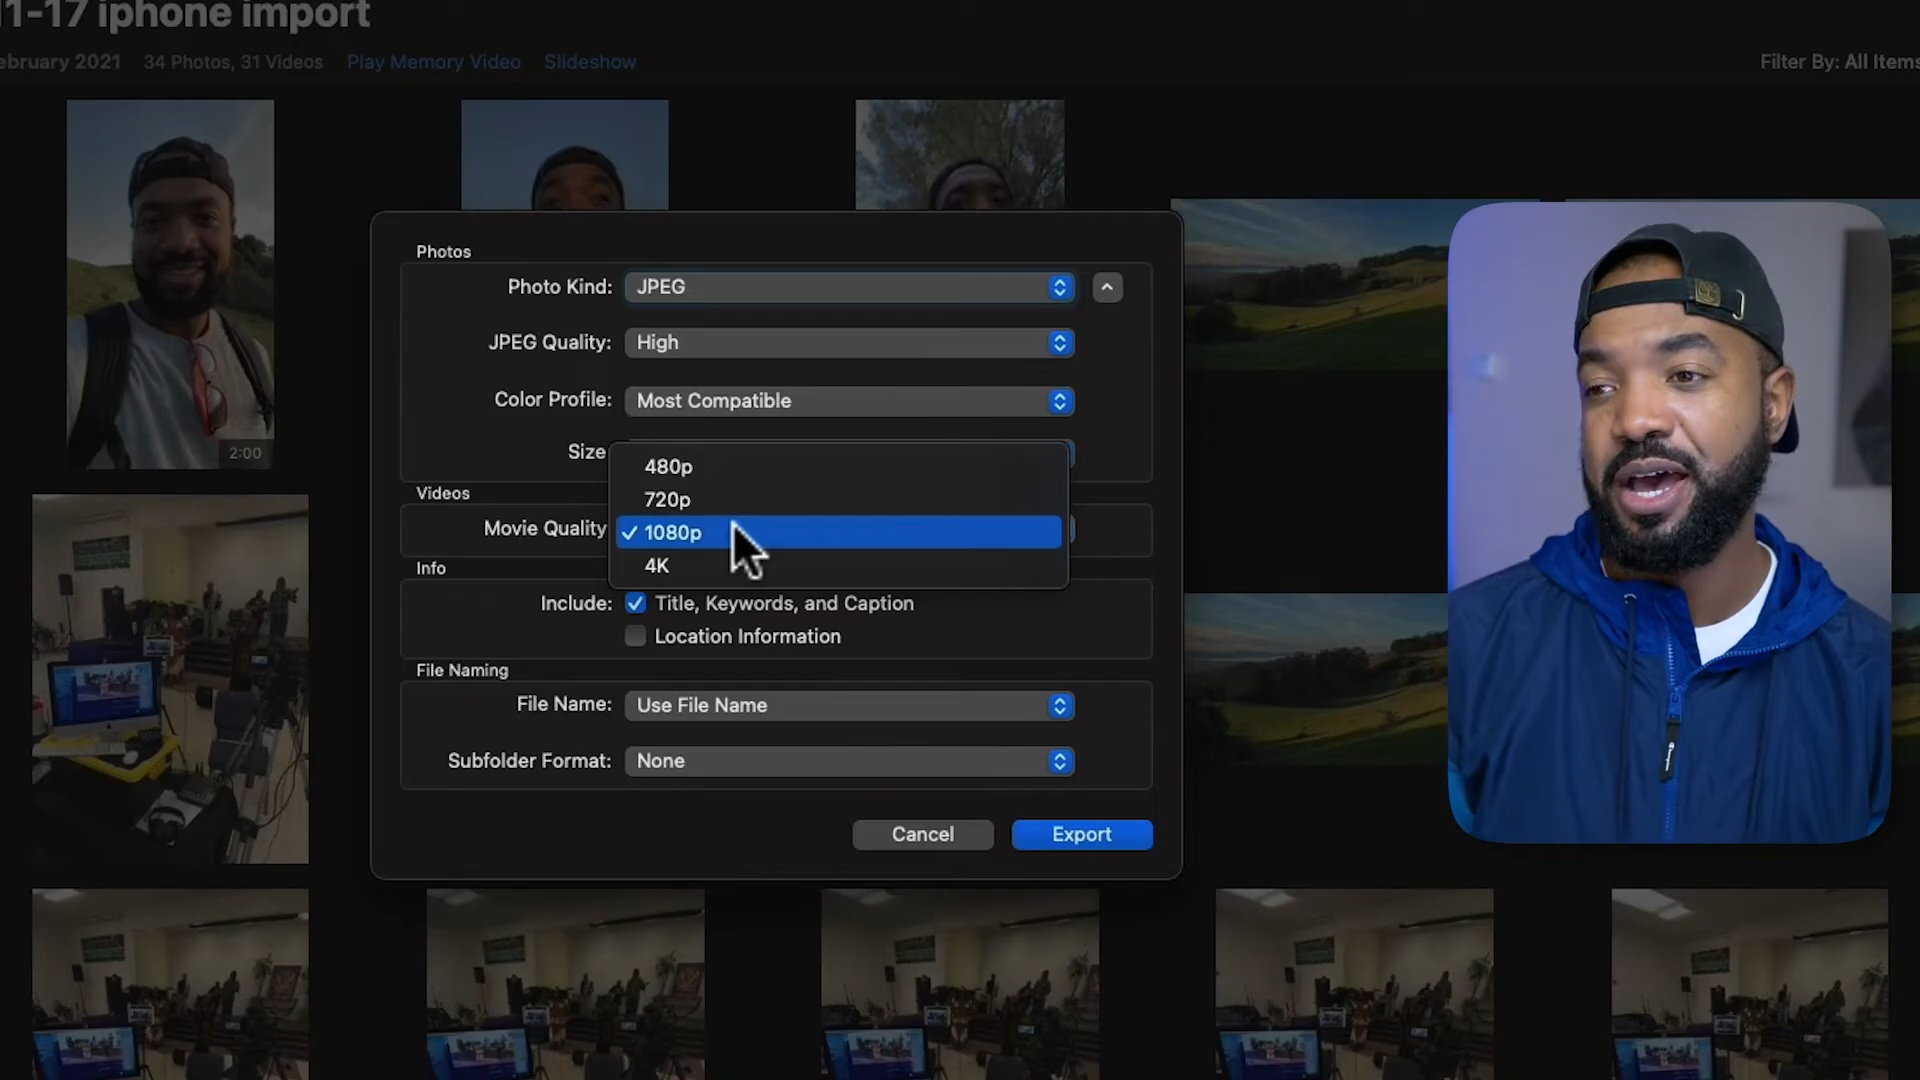 11-17 iphone import
ebruary 2021 34 Photos, 31 Videos Play Memory Video Slideshow
Filter By: All Items
2:00
Photos
Photo Kind: JPEG
JPEG Quality: High
Color Profile: Most Compatible
Size
480p
Videos
720p
Movie Quality
1080p
4K
Info
Include: Title, Keywords, and Caption
Location Information
File Naming
File Name: Use File Name
Subfolder Format: None
Cancel Export